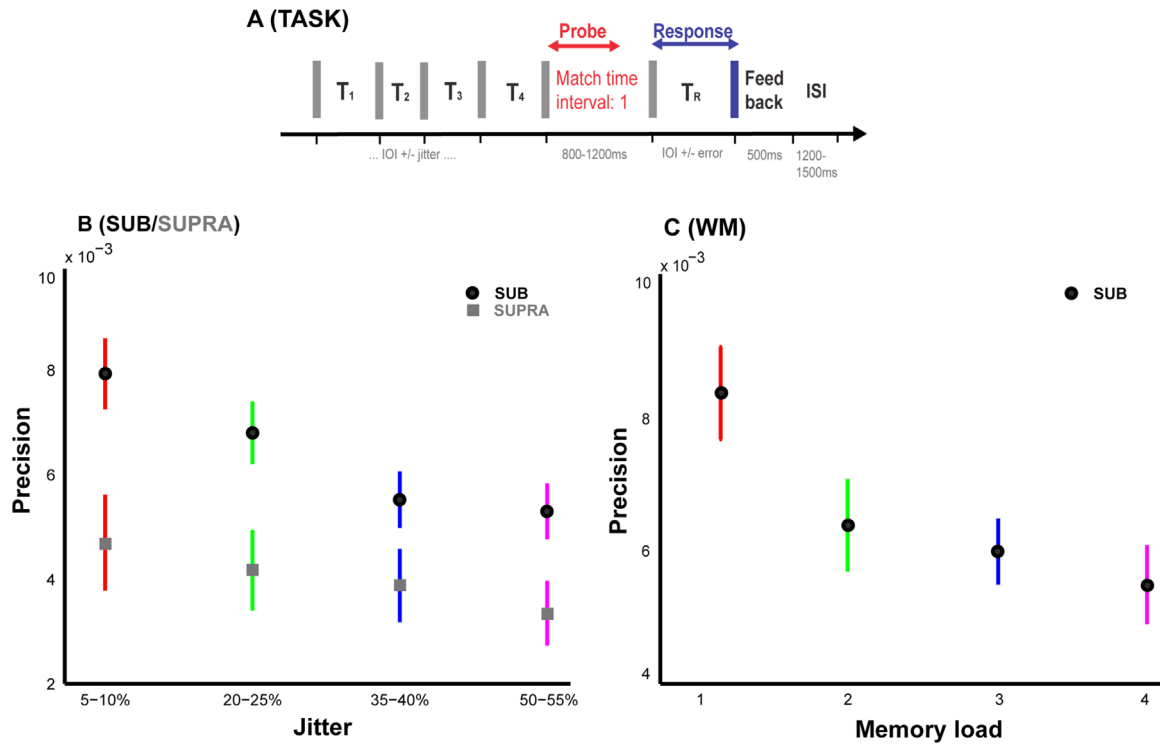 A (TASK)
Probe
Response
T1
T2
T3
T4
Match time
interval: 1
TR
Feed
back
ISI
... IOI +/- jitter ....
800-1200ms
IOI +/- error
500ms
1200-
1500ms
B (SUB/SUPRA)
x 10−3
10
8
6
4
2
Precision
SUB
SUPRA
5−10%
20−25%
35−40%
50−55%
Jitter
C (WM)
x 10−3
10
8
6
4
Precision
SUB
1
2
3
4
Memory load